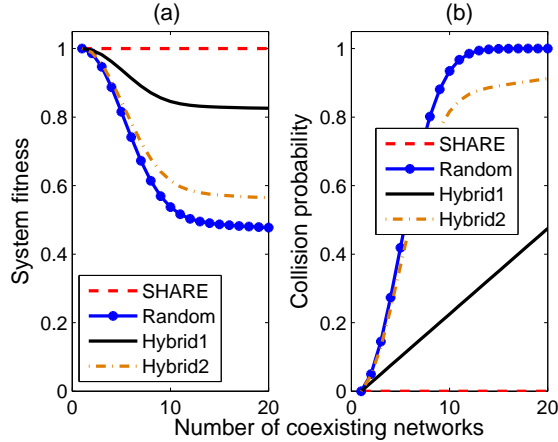 (a)
(b)
System fitness
1
0.8
0.6
0.4
0.2
0
SHARE
Random
Hybrid1
Hybrid2
0
10
20
Collision probability
1
0.8
0.6
0.4
0.2
0
SHARE
Random
Hybrid1
Hybrid2
0
10
20
Number of coexisting networks